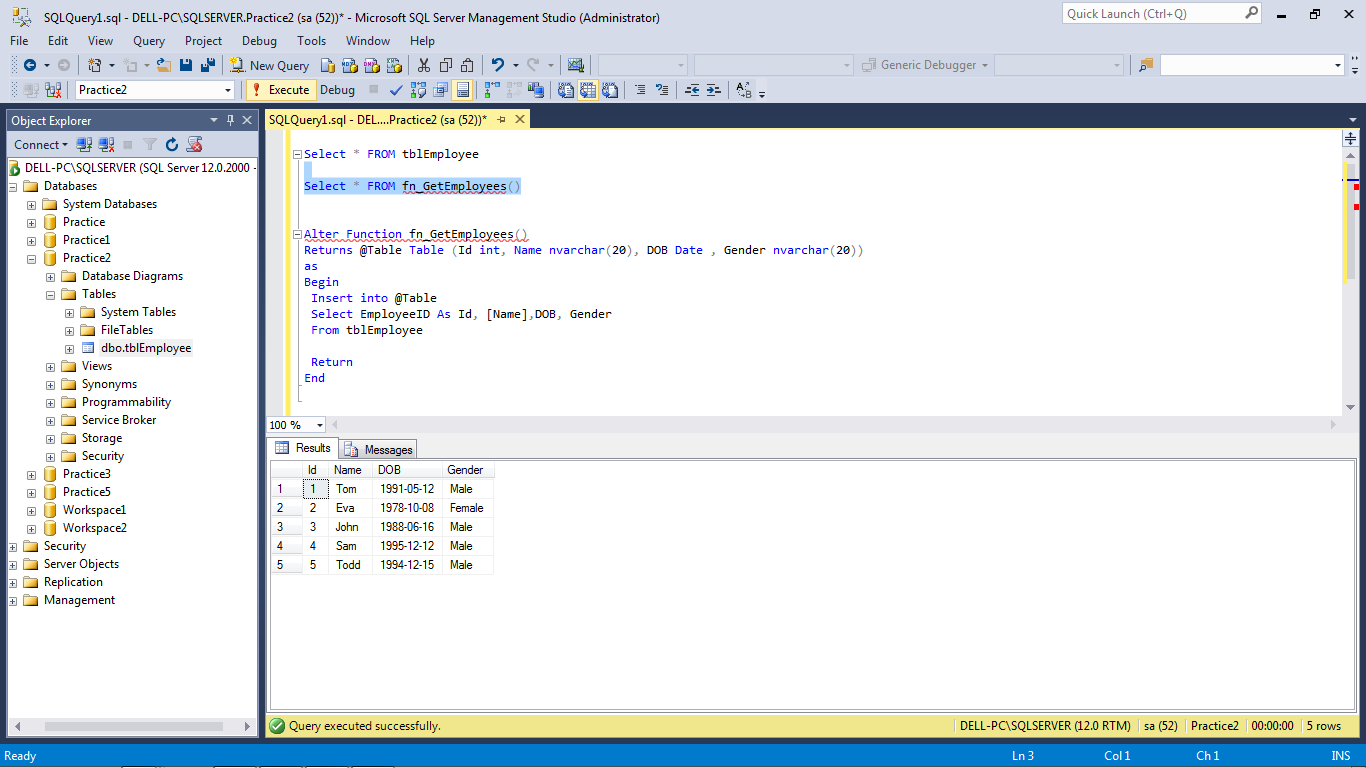 SQLQuery1.sql - DELL-PC\SQLSERVER.Practice2 (sa (52))* - Microsoft SQL Server Management Studio (Administrator)
Quick Launch (Ctrl+Q)
File Edit View Query Project Debug Tools Window Help
New Query
Generic Debugger
Practice2
Execute Debug
Object Explorer
SQLQuery1.sql - DEL....Practice2 (sa (52))*
Connect
DELL-PC\SQLSERVER (SQL Server 12.0.2000 -
Databases
System Databases
Practice
Practice1
Practice2
Database Diagrams
Tables
System Tables
FileTables
dbo.tblEmployee
Views
Synonyms
Programmability
Service Broker
Storage
Security
Practice3
Practice5
Workspace1
Workspace2
Security
Server Objects
Replication
Management
Select * FROM tblEmployee
Select * FROM fn_GetEmployees()
Alter Function fn_GetEmployees()
Returns @Table Table (Id int, Name nvarchar(20), DOB Date , Gender nvarchar(20))
as
Begin
Insert into @Table
Select EmployeeID As Id, [Name],DOB, Gender
From tblEmployee
Return
End
100 %
Results Messages
Id Name DOB Gender
1 1 Tom 1991-05-12 Male
2 2 Eva 1978-10-08 Female
3 3 John 1988-06-16 Male
4 4 Sam 1995-12-12 Male
5 5 Todd 1994-12-15 Male
Query executed successfully.
DELL-PC\SQLSERVER (12.0 RTM) sa (52) Practice2 00:00:00 5 rows
Ready
Ln 3 Col 1 Ch 1 INS